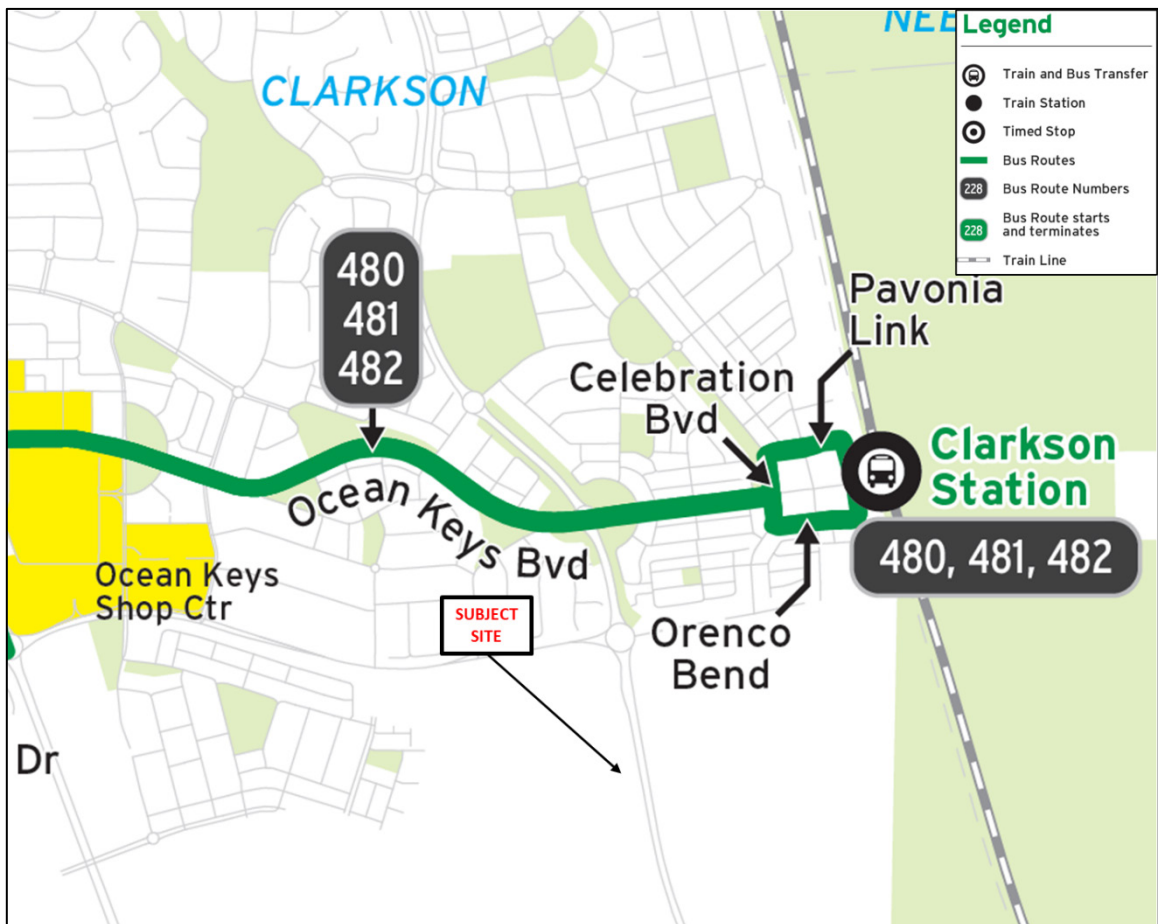 CLARKSON
NEE
Legend
Train and Bus Transfer
Train Station
Timed Stop
Bus Routes
228 Bus Route Numbers
228 Bus Route starts
and terminates
Train Line
480
481
482
Pavonia
Link
Celebration
Bvd
Clarkson
Station
480, 481, 482
Ocean Keys Bvd
Ocean Keys
Shop Ctr
SUBJECT
SITE
Orenco
Bend
Dr